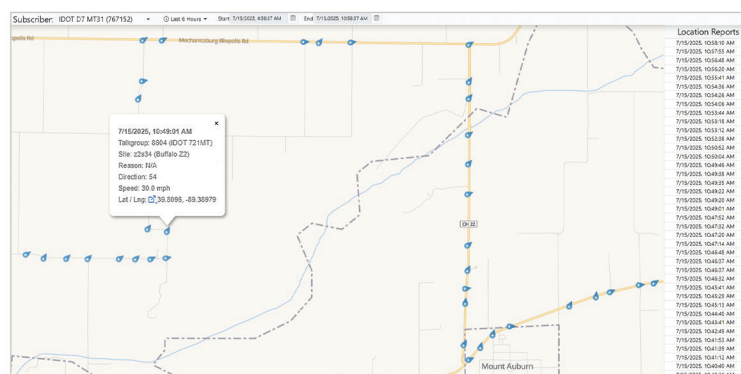 Subscriber: IDOT D7 MT31 (767152)
Last 6 Hours
Start 7/15/2025, 4:58:37 AM
End 7/15/2025, 10:58:37 AM
Location Reports
7/15/2025, 10:58:10 AM
7/15/2025, 10:57:55 AM
7/15/2025, 10:56:48 AM
7/15/2025, 10:56:20 AM
7/15/2025, 10:55:41 AM
7/15/2025, 10:54:36 AM
7/15/2025, 10:54:26 AM
7/15/2025, 10:54:06 AM
7/15/2025, 10:53:44 AM
7/15/2025, 10:53:18 AM
7/15/2025, 10:53:12 AM
7/15/2025, 10:52:38 AM
7/15/2025, 10:50:52 AM
7/15/2025, 10:50:04 AM
7/15/2025, 10:49:46 AM
7/15/2025, 10:49:38 AM
7/15/2025, 10:49:35 AM
7/15/2025, 10:49:22 AM
7/15/2025, 10:49:20 AM
7/15/2025, 10:49:01 AM
7/15/2025, 10:47:52 AM
7/15/2025, 10:47:32 AM
7/15/2025, 10:47:20 AM
7/15/2025, 10:47:14 AM
7/15/2025, 10:46:48 AM
7/15/2025, 10:46:37 AM
7/15/2025, 10:46:37 AM
7/15/2025, 10:46:32 AM
7/15/2025, 10:45:41 AM
7/15/2025, 10:45:29 AM
7/15/2025, 10:45:13 AM
7/15/2025, 10:44:40 AM
7/15/2025, 10:43:41 AM
7/15/2025, 10:42:49 AM
7/15/2025, 10:41:53 AM
7/15/2025, 10:41:39 AM
7/15/2025, 10:41:12 AM
7/15/2025, 10:40:40 AM
Mechanicsburg Illiopolis Rd
7/15/2025, 10:49:01 AM
Talkgroup: 8604 (IDOT 721MT)
Site: z2s34 (Buffalo Z2)
Reason: N/A
Direction: 54
Speed: 30.0 mph
Lat / Lng: 39.8095, -89.36979
CH 22
Mount Auburn